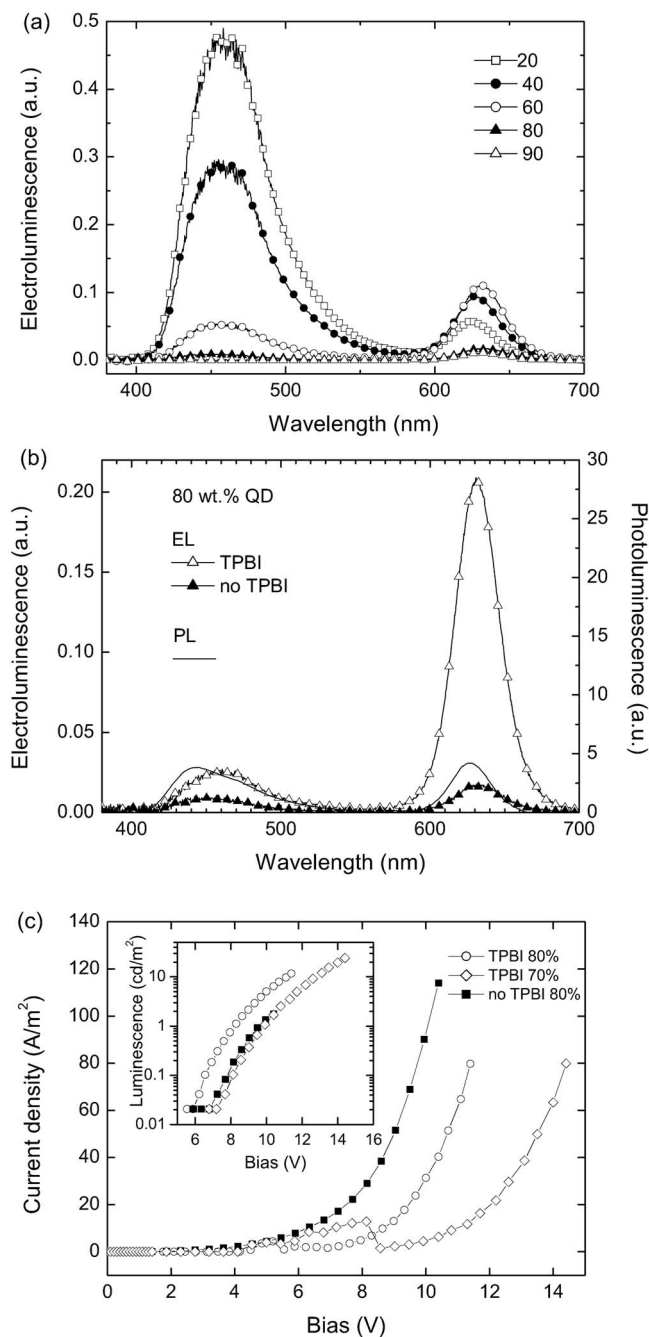 (a)
0.5
0.4
0.3
0.2
0.1
0.0
Electroluminescence (a.u.)
20
40
60
80
90
400
500
600
700
Wavelength (nm)
(b)
0.20
0.15
0.10
0.05
0.00
Electroluminescence (a.u.)
80 wt.% QD
EL
TPBI
no TPBI
PL
30
25
20
15
10
5
0
Photoluminescence (a.u.)
400
500
600
700
Wavelength (nm)
(c)
140
120
100
80
60
40
20
0
Current density (A/m²)
TPBI 80%
TPBI 70%
no TPBI 80%
Luminescence (cd/m²)
10
1
0.1
0.01
6 8 10 12 14 16
Bias (V)
0 2 4 6 8 10 12 14
Bias (V)